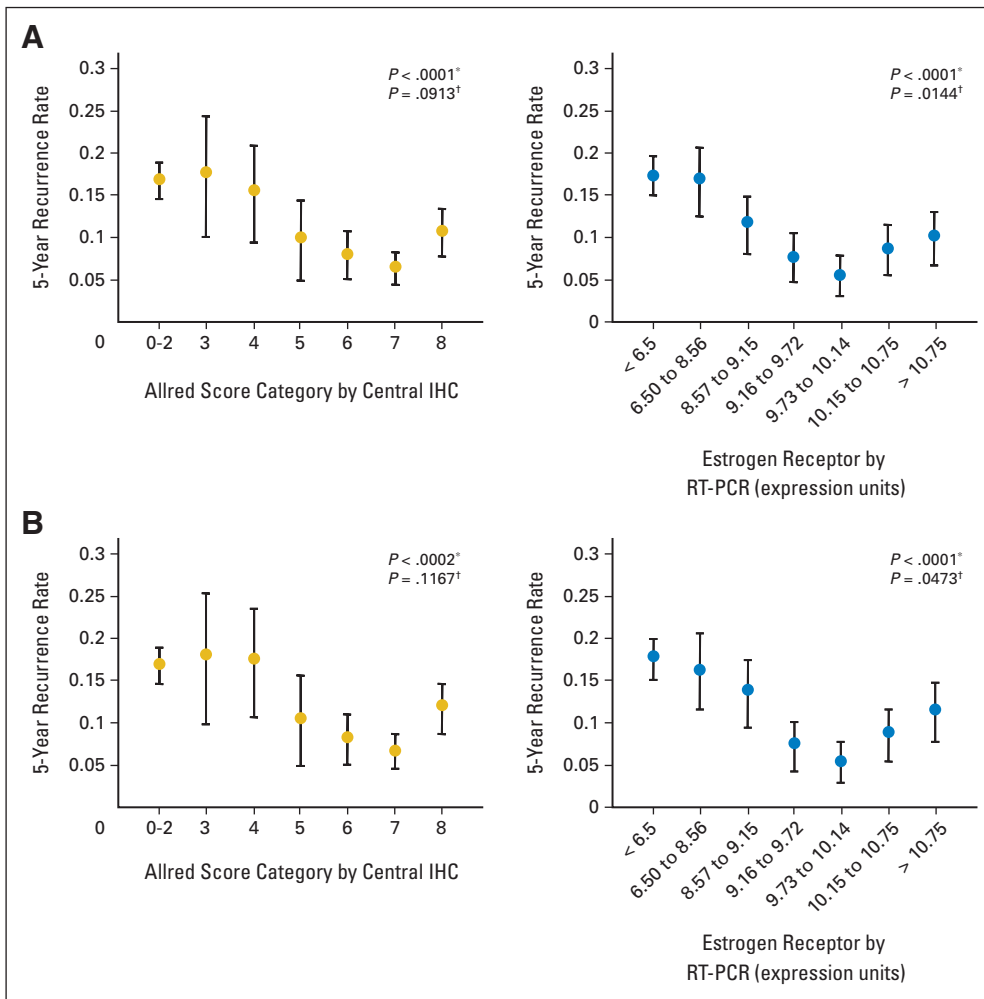 A
5-Year Recurrence Rate
0.3
0.25
0.2
0.15
0.1
0.05
0
P < .0001*
P = .0913†
0-2 3 4 5 6 7 8
Allred Score Category by Central IHC
5-Year Recurrence Rate
0.3
0.25
0.2
0.15
0.1
0.05
0
P < .0001*
P = .0144†
< 6.5
6.50 to 8.56
8.57 to 9.15
9.16 to 9.72
9.73 to 10.14
10.15 to 10.75
> 10.75
Estrogen Receptor by
RT-PCR (expression units)
B
5-Year Recurrence Rate
0.3
0.25
0.2
0.15
0.1
0.05
0
P < .0002*
P = .1167†
0-2 3 4 5 6 7 8
Allred Score Category by Central IHC
5-Year Recurrence Rate
0.3
0.25
0.2
0.15
0.1
0.05
0
P < .0001*
P = .0473†
< 6.5
6.50 to 8.56
8.57 to 9.15
9.16 to 9.72
9.73 to 10.14
10.15 to 10.75
> 10.75
Estrogen Receptor by
RT-PCR (expression units)